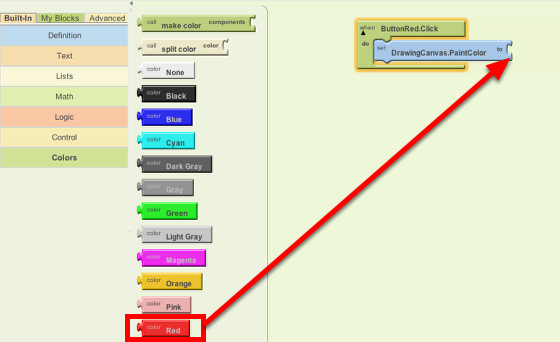 Built-In My Blocks Advanced
Definition
Text
Lists
Math
Logic
Control
Colors
call make color components
call split color color
color None
color Black
color Blue
color Cyan
color Dark Gray
color Gray
color Green
color Light Gray
color Magenta
color Orange
color Pink
color Red
when ButtonRed.Click
do set DrawingCanvas.PaintColor to